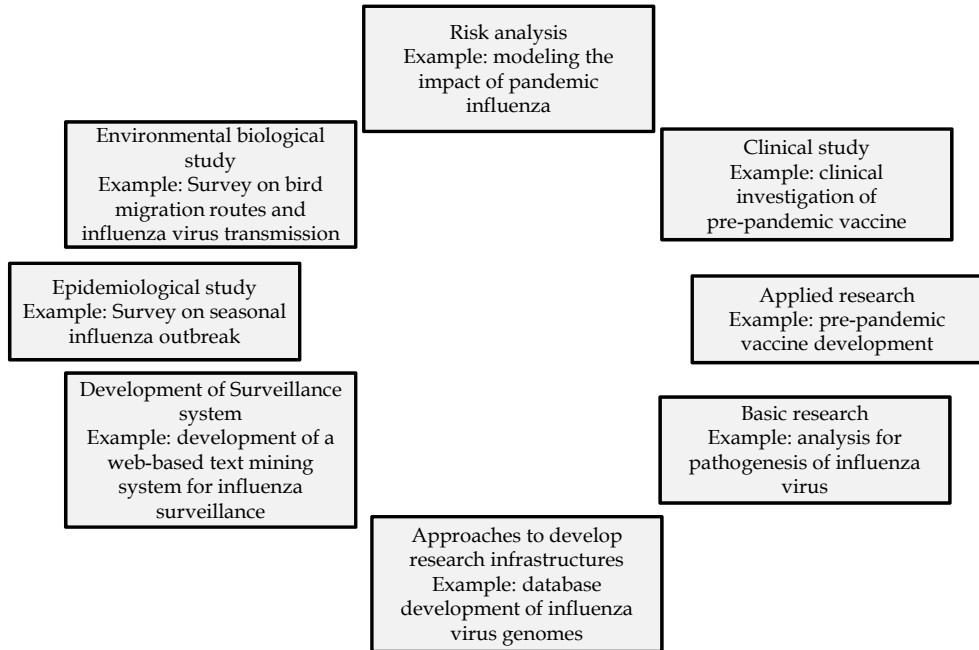 Risk analysis
Example: modeling the
impact of pandemic
influenza
Environmental biological
study
Example: Survey on bird
migration routes and
influenza virus transmission
Clinical study
Example: clinical
investigation of
pre-pandemic vaccine
Epidemiological study
Example: Survey on seasonal
influenza outbreak
Applied research
Example: pre-pandemic
vaccine development
Development of Surveillance
system
Example: development of a
web-based text mining
system for influenza
surveillance
Basic research
Example: analysis for
pathogenesis of influenza
virus
Approaches to develop
research infrastructures
Example: database
development of influenza
virus genomes